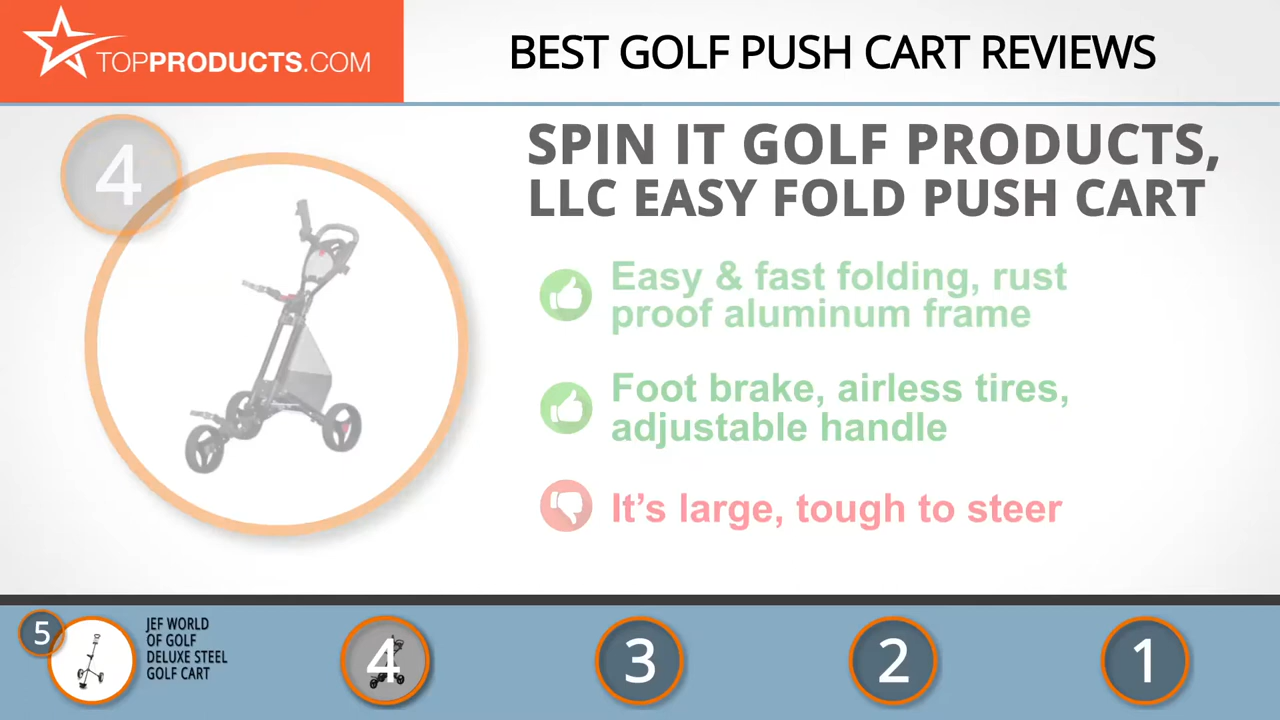 TOPPRODUCTS.COM
BEST GOLF PUSH CART REVIEWS
4
SPIN IT GOLF PRODUCTS,
LLC EASY FOLD PUSH CART
Easy & fast folding, rust
proof aluminum frame
Foot brake, airless tires,
adjustable handle
It’s large, tough to steer
5
JEF WORLD
OF GOLF
DELUXE STEEL
GOLF CART
4
3
2
1